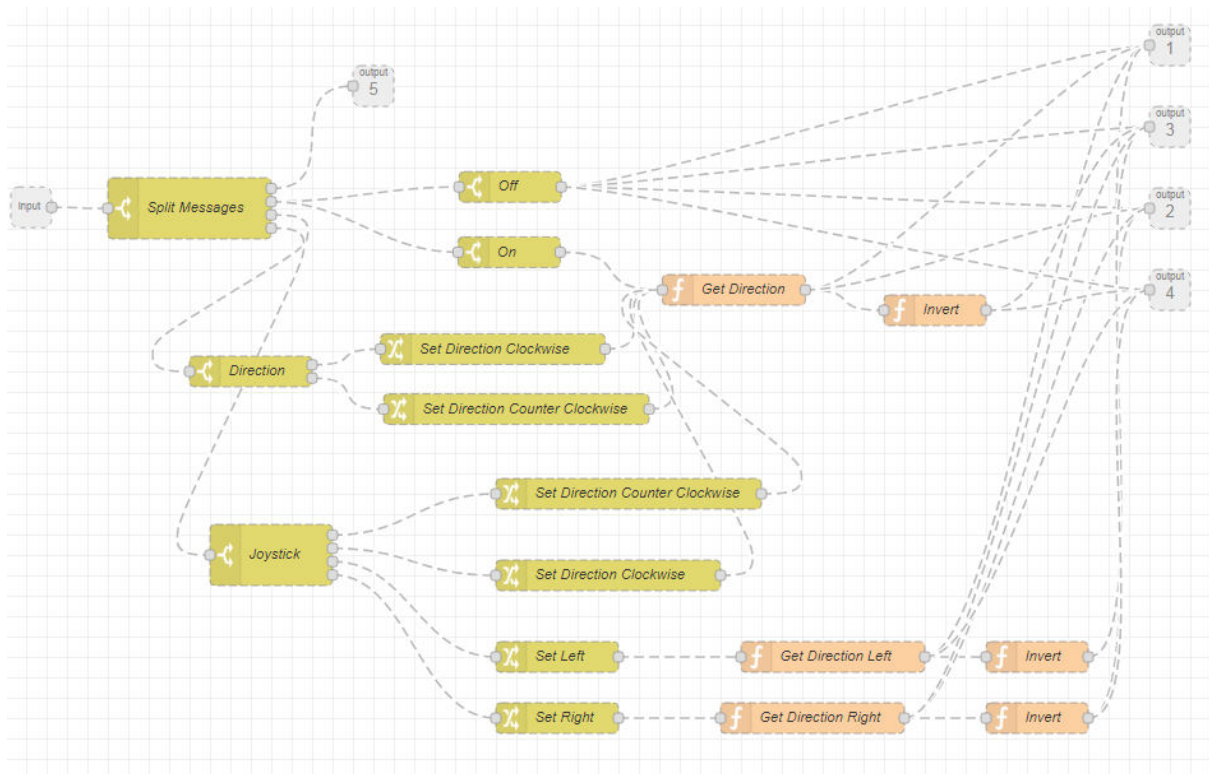 output
1
output
5
output
3
Input
Split Messages
Off
output
2
On
Get Direction
output
4
Invert
Set Direction Clockwise
Direction
Set Direction Counter Clockwise
Set Direction Counter Clockwise
Joystick
Set Direction Clockwise
Set Left
Get Direction Left
Invert
Set Right
Get Direction Right
Invert